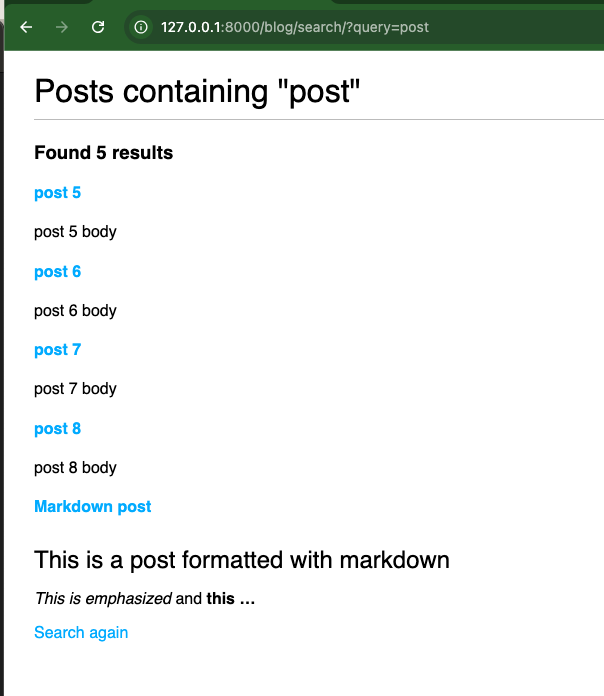 127.0.0.1:8000/blog/search/?query=post
Posts containing "post"
Found 5 results
post 5
post 5 body
post 6
post 6 body
post 7
post 7 body
post 8
post 8 body
Markdown post
This is a post formatted with markdown
This is emphasized and this …
Search again